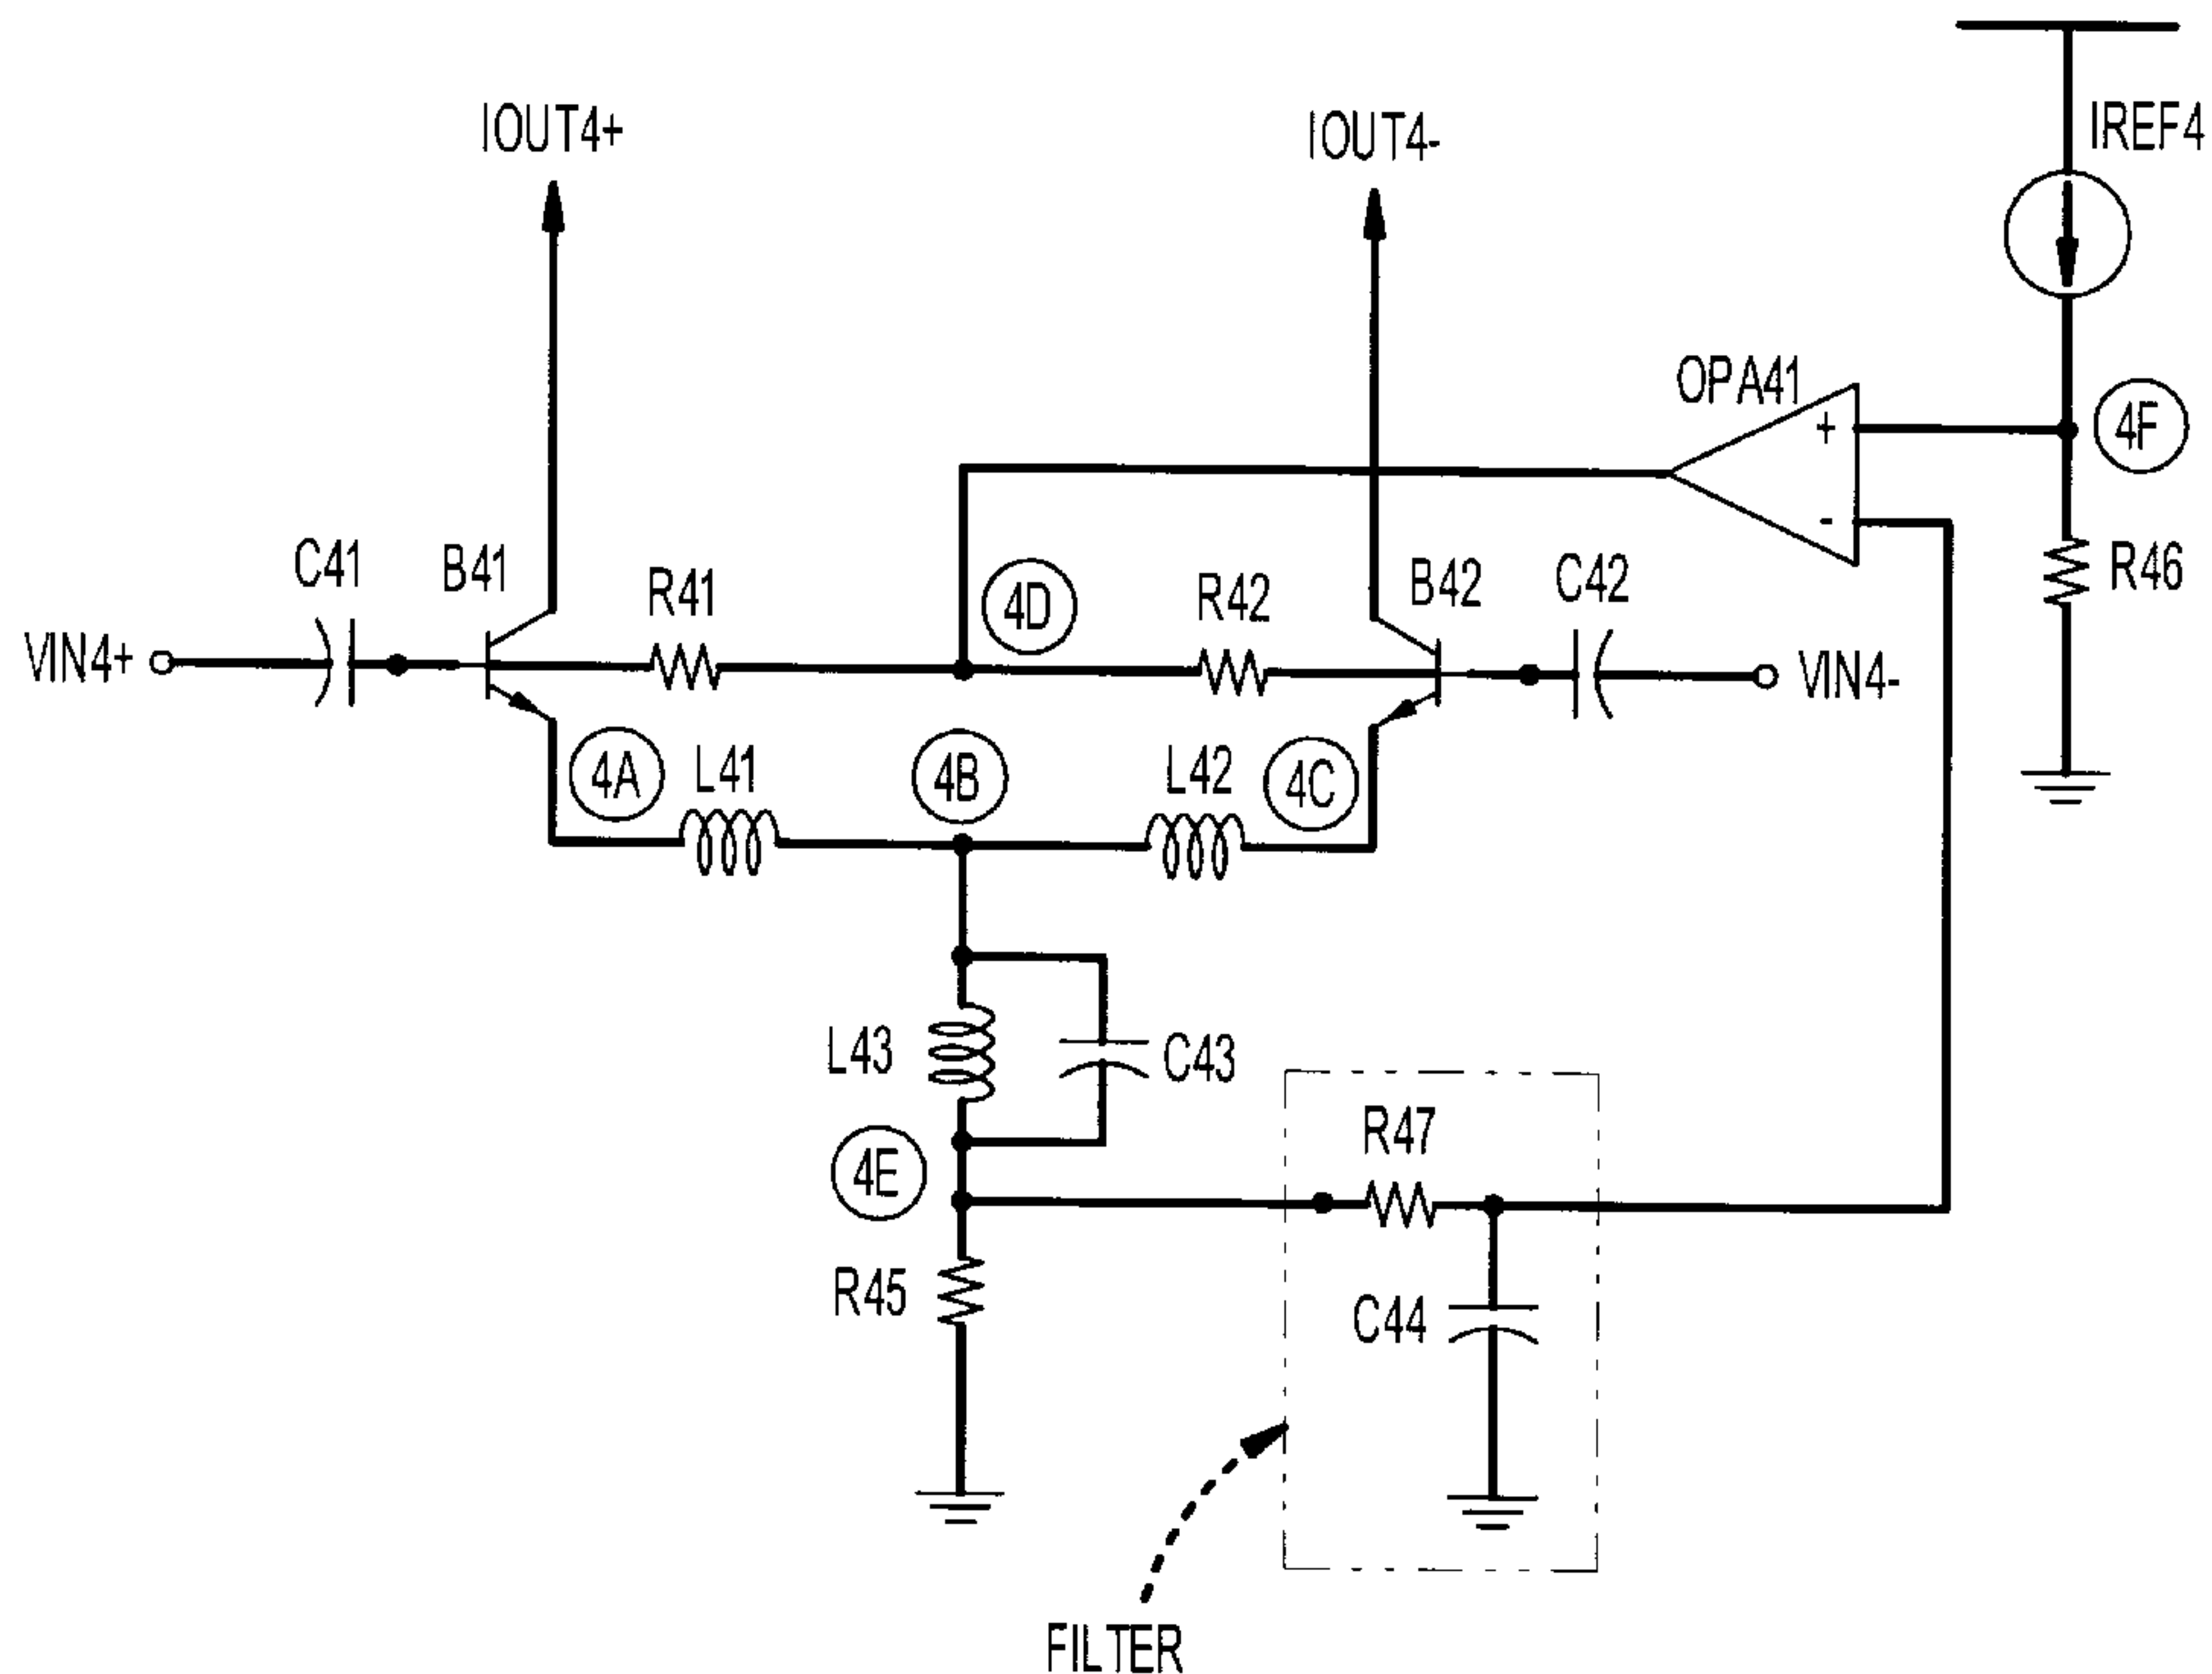 IOUT4+
IOUT4-
IREF4
OPA41
+
4F
-
R46
C41
B41
R41
4D
R42
B42
C42
VIN4+
VIN4-
4A
L41
4B
L42
4C
L43
C43
4E
R47
R45
C44
FILTER